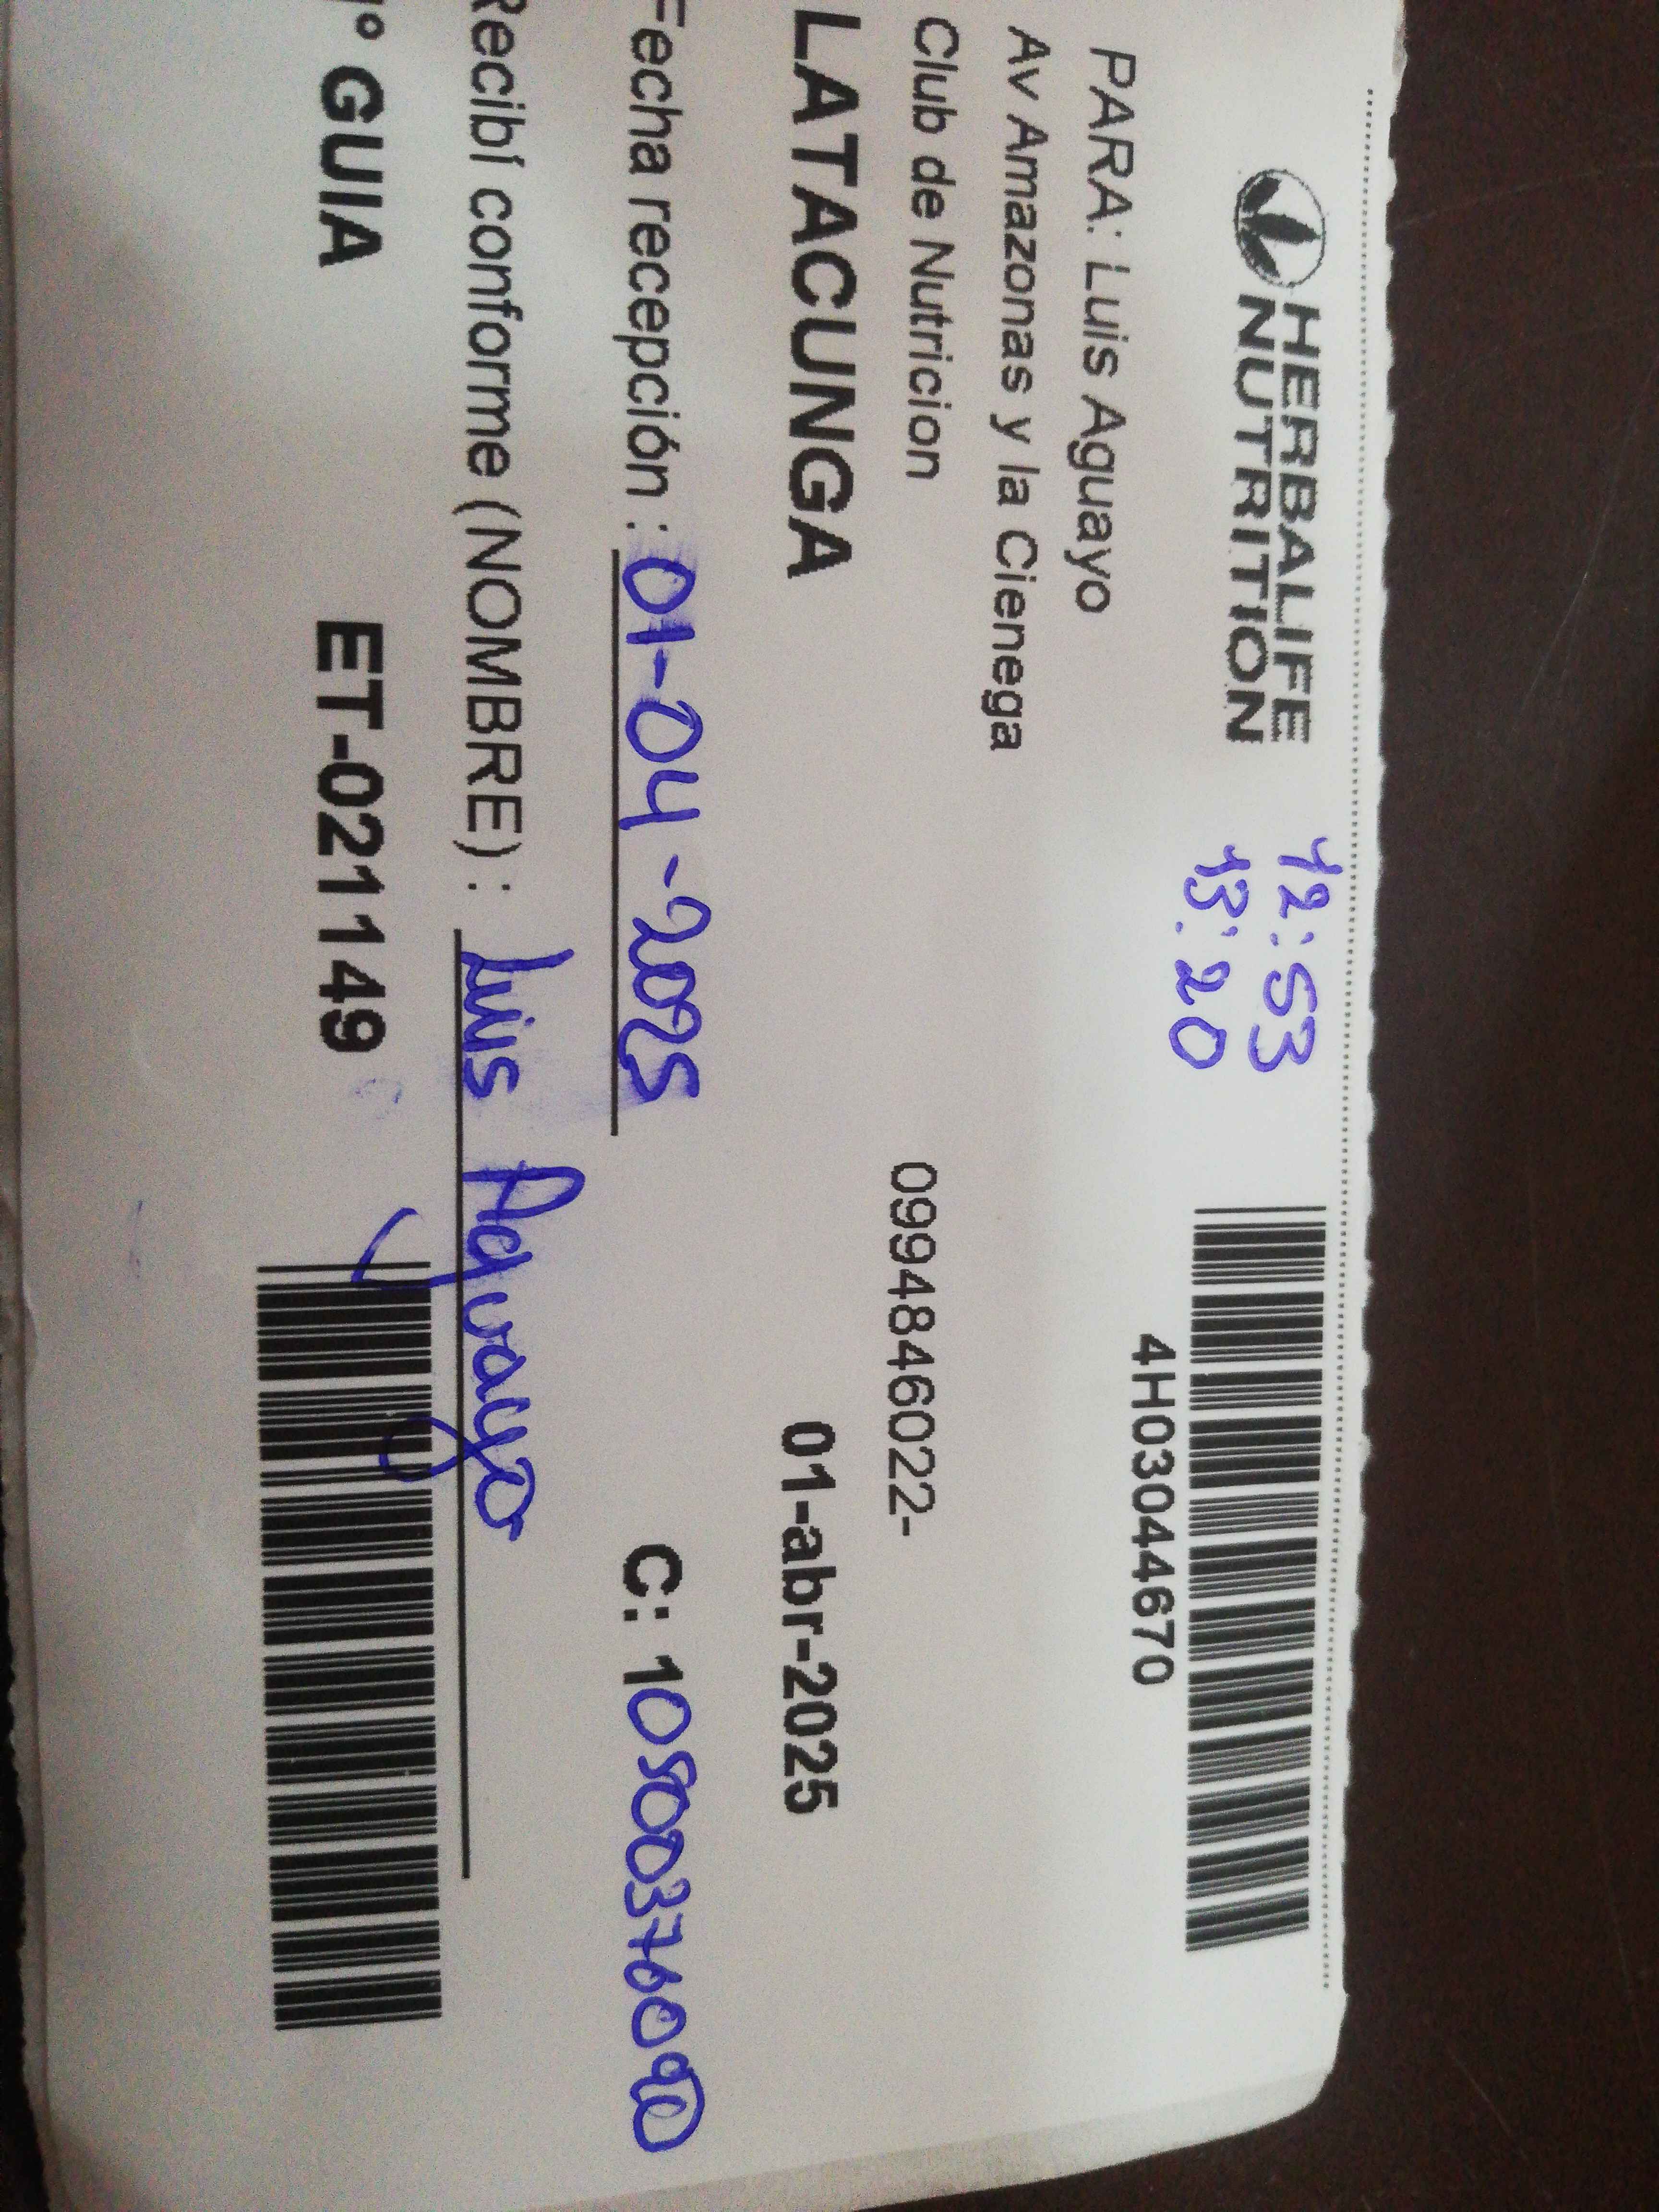 HERBALIFE
NUTRITION
12:53
13:20
4H03044670
PARA: Luis Aguayo
Av Amazonas y la Cienega
Club de Nutricion
0994846022-
LATACUNGA
01-abr-2025
Fecha recepción : 01-04-2025
C: 1050037609
Recibí conforme (NOMBRE) : Luis Aguayo
N° GUIA
ET-021149